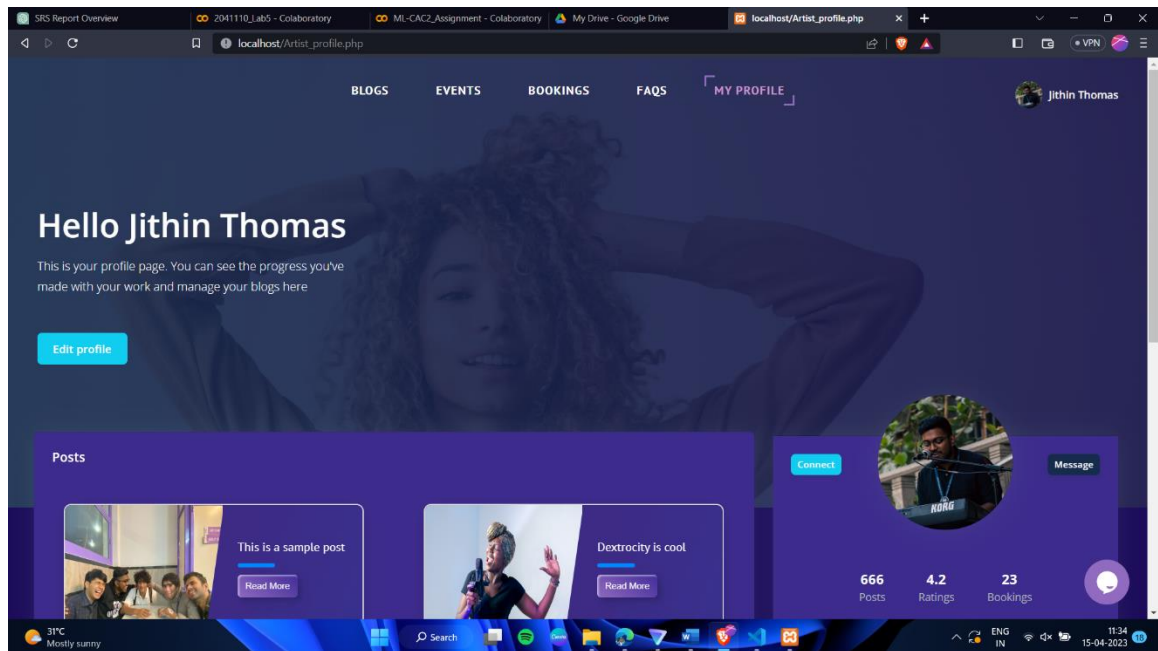 SRS Report Overview
2041110_Lab5 - Colaboratory
ML-CAC2_Assignment - Colaboratory
My Drive - Google Drive
localhost/Artist_profile.php
localhost/Artist_profile.php
VPN
BLOGS
EVENTS
BOOKINGS
FAQS
MY PROFILE
Jithin Thomas
Hello Jithin Thomas
This is your profile page. You can see the progress you've
made with your work and manage your blogs here
Edit profile
Posts
This is a sample post
Read More
Dextrocity is cool
Read More
Connect
Message
KORG
666
4.2
23
Posts
Ratings
Bookings
31°C
Mostly sunny
Search
ENG
IN
11:34
15-04-2023
18